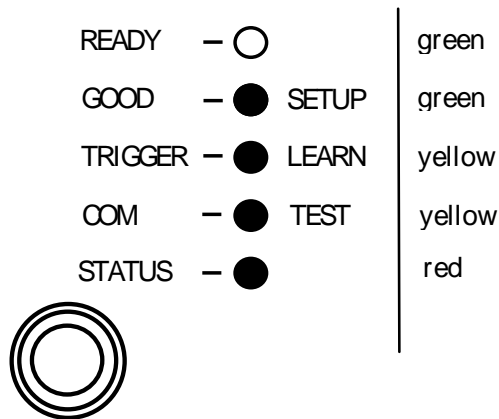 READY green
GOOD SETUP green
TRIGGER LEARN yellow
COM TEST yellow
STATUS red